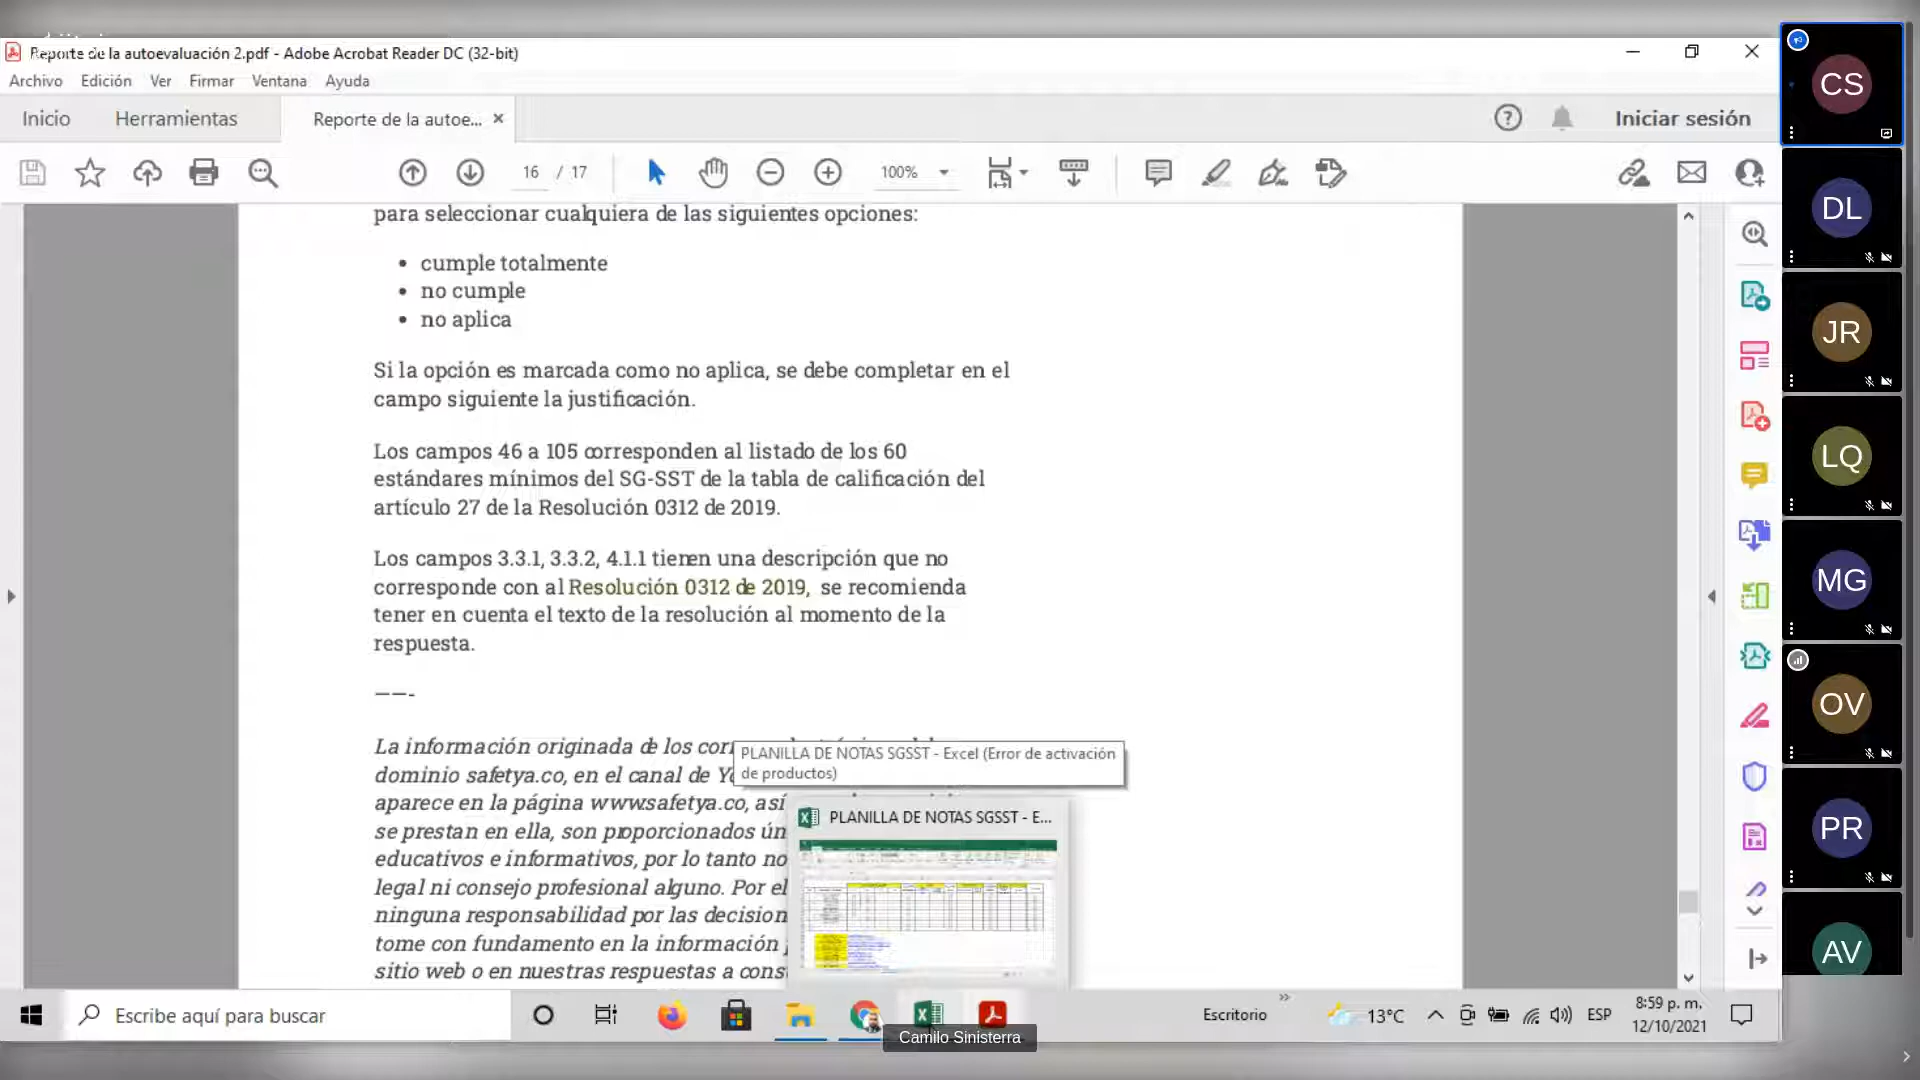 Reporte de la autoevaluación 2.pdf - Adobe Acrobat Reader DC (32-bit)
Archivo Edición Ver Firmar Ventana Ayuda
Inicio Herramientas Reporte de la autoe... Iniciar sesión
16 / 17 100%
para seleccionar cualquiera de las siguientes opciones:
• cumple totalmente
• no cumple
• no aplica
Si la opción es marcada como no aplica, se debe completar en el
campo siguiente la justificación.
Los campos 46 a 105 corresponden al listado de los 60
estándares mínimos del SG-SST de la tabla de calificación del
artículo 27 de la Resolución 0312 de 2019.
Los campos 3.3.1, 3.3.2, 4.1.1 tienen una descripción que no
corresponde con al Resolución 0312 de 2019, se recomienda
tener en cuenta el texto de la resolución al momento de la
respuesta.
———-
La información originada de los
dominio safetya.co, en el canal de
aparece en la página www.safetya.co, así
se prestan en ella, son proporcionados
educativos e informativos, por lo tanto no
legal ni consejo profesional alguno. Por el
ninguna responsabilidad por las
tome con fundamento en la información
sitio web o en nuestras respuestas a
PLANILLA DE NOTAS SGSST - Excel (Error de activación
de productos)
PLANILLA DE NOTAS SGSST - E...
Escribe aquí para buscar
Escritorio
13°C
ESP
8:59 p. m.
12/10/2021
Camilo Sinisterra
CS
DL
JR
LQ
MG
OV
PR
AV